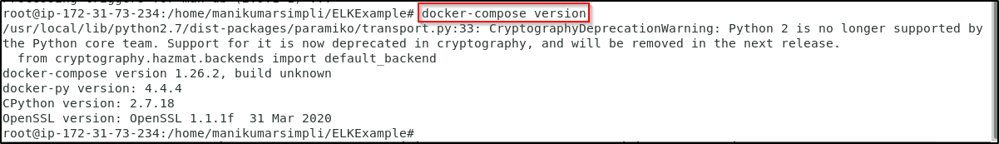 root@ip-172-31-73-234:/home/manikumarsimpli/ELKExample# docker-compose version
/usr/local/lib/python2.7/dist-packages/paramiko/transport.py:33: CryptographyDeprecationWarning: Python 2 is no longer supported by
the Python core team. Support for it is now deprecated in cryptography, and will be removed in the next release.
  from cryptography.hazmat.backends import default_backend
docker-compose version 1.26.2, build unknown
docker-py version: 4.4.4
CPython version: 2.7.18
OpenSSL version: OpenSSL 1.1.1f  31 Mar 2020
root@ip-172-31-73-234:/home/manikumarsimpli/ELKExample#